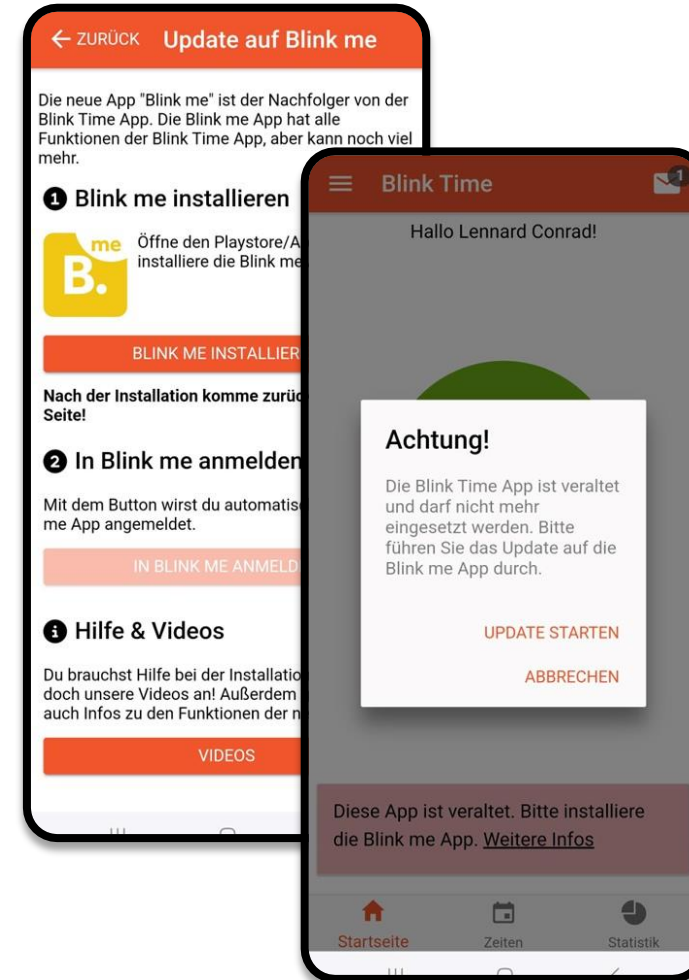 ← ZURÜCK Update auf Blink me
Die neue App "Blink me" ist der Nachfolger von der
Blink Time App. Die Blink me App hat alle
Funktionen der Blink Time App, aber kann noch viel
mehr.
1 Blink me installieren
me
B.
Öffne den Playstore/A
installiere die Blink me
BLINK ME INSTALLIER
Nach der Installation komme zurüc
Seite!
2 In Blink me anmelden
Mit dem Button wirst du automatis
me App angemeldet.
IN BLINK ME ANMELD
Hilfe & Videos
Du brauchst Hilfe bei der Installatio
doch unsere Videos an! Außerdem
auch Infos zu den Funktionen der n
VIDEOS
Blink Time
1
Hallo Lennard Conrad!
Achtung!
Die Blink Time App ist veraltet
und darf nicht mehr
eingesetzt werden. Bitte
führen Sie das Update auf die
Blink me App durch.
UPDATE STARTEN
ABBRECHEN
Diese App ist veraltet. Bitte installiere
die Blink me App. Weitere Infos
Startseite Zeiten Statistik